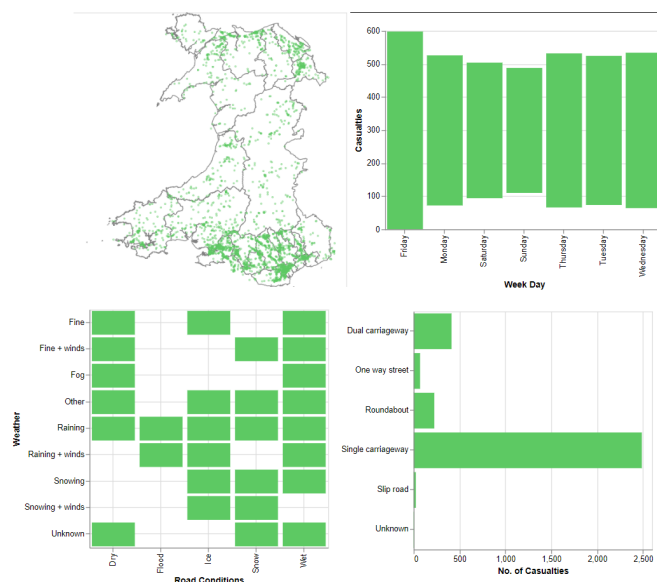 600
500
400
300
200
100
0
Casualties
Friday
Monday
Saturday
Sunday
Thursday
Tuesday
Wednesday
Week Day
Fine
Fine + winds
Fog
Other
Raining
Raining + winds
Snowing
Snowing + winds
Unknown
Weather
Dry
Flood
Ice
Snow
Wet
Road Conditions
Dual carriageway
One way street
Roundabout
Single carriageway
Slip road
Unknown
0
500
1,000
1,500
2,000
2,500
No. of Casualties